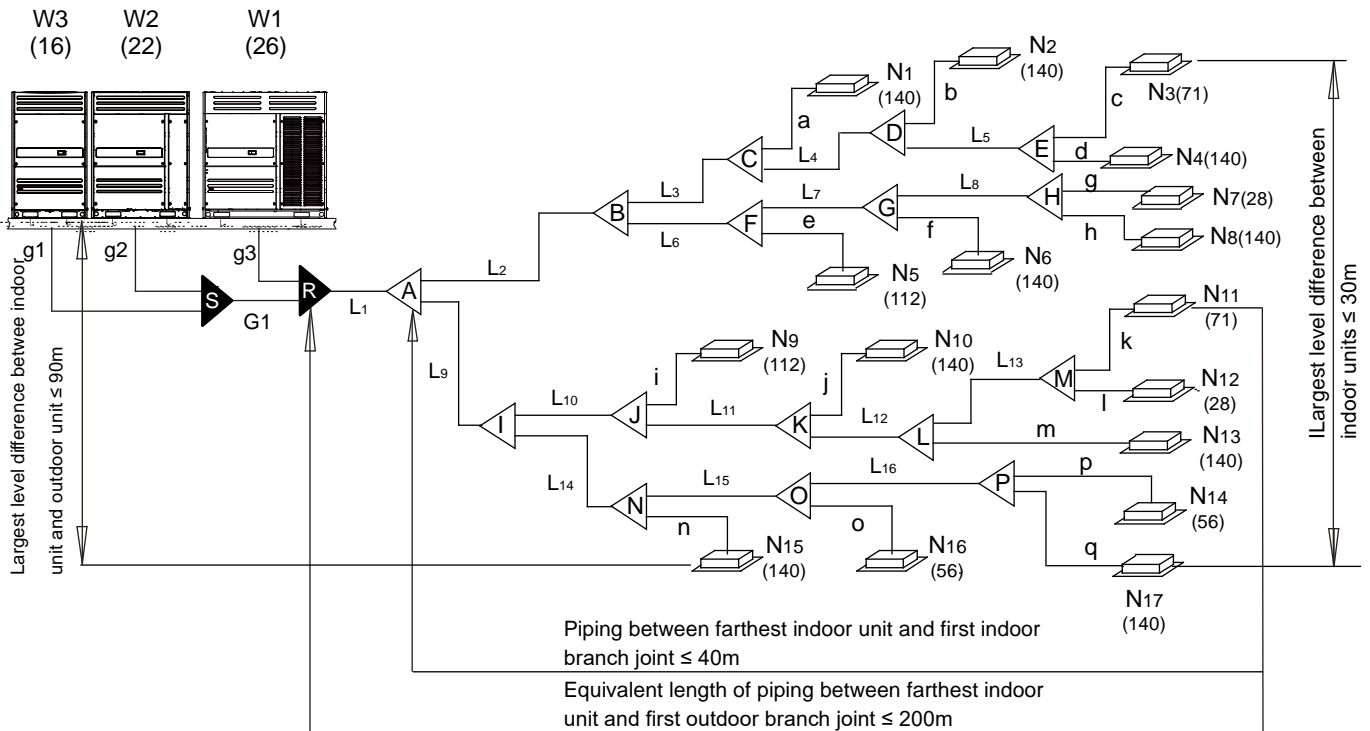 W3
(16)
W2
(22)
W1
(26)
N1
(140)
N2
(140)
N3(71)
N4(140)
N7(28)
N8(140)
N5
(112)
N6
(140)
N9
(112)
N10
(140)
N11
(71)
N12
(28)
N13
(140)
N14
(56)
N15
(140)
N16
(56)
N17
(140)
a
b
c
d
e
f
g
h
i
j
k
l
m
n
o
p
q
A
B
C
D
E
F
G
H
I
J
K
L
M
N
O
P
S
R
g1
g2
g3
G1
L1
L2
L3
L4
L5
L6
L7
L8
L9
L10
L11
L12
L13
L14
L15
L16
Largest level difference betwee indoor
unit and outdoor unit ≤ 90m
ILargest level difference between
indoor units ≤ 30m
Piping between farthest indoor unit and first indoor
branch joint ≤ 40m
Equivalent length of piping between farthest indoor
unit and first outdoor branch joint ≤ 200m